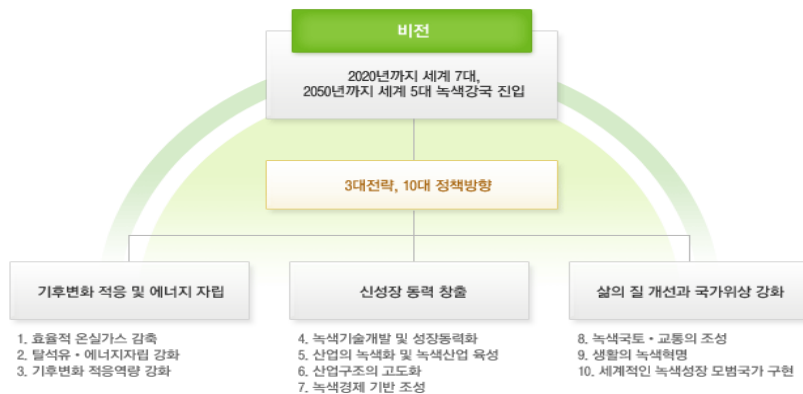 비전
2020년까지 세계 7대,
2050년까지 세계 5대 녹색강국 진입
3대전략, 10대 정책방향
기후변화 적응 및 에너지 자립
1. 효율적 온실가스 감축
2. 탈석유・에너지자립 강화
3. 기후변화 적응역량 강화
신성장 동력 창출
4. 녹색기술개발 및 성장동력화
5. 산업의 녹색화 및 녹색산업 육성
6. 산업구조의 고도화
7. 녹색경제 기반 조성
삶의 질 개선과 국가위상 강화
8. 녹색국토・교통의 조성
9. 생활의 녹색혁명
10. 세계적인 녹색성장 모범국가 구현